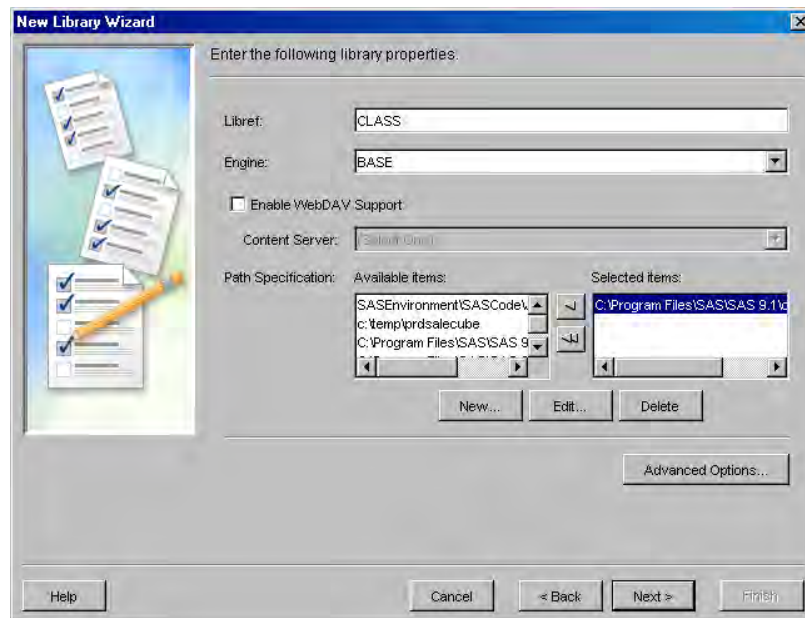 New Library Wizard
Enter the following library properties.
Libref: CLASS
Engine: BASE
Enable WebDAV Support
Content Server:
Path Specification: Available items: Selected items:
SASEnvironment\SASCode\
c:\temp\prdsalecube
C:\Program Files\SAS\SAS 9
C:\Program Files\SAS\SAS 9.1\
New... Edit... Delete
Advanced Options...
Help Cancel < Back Next > Finish